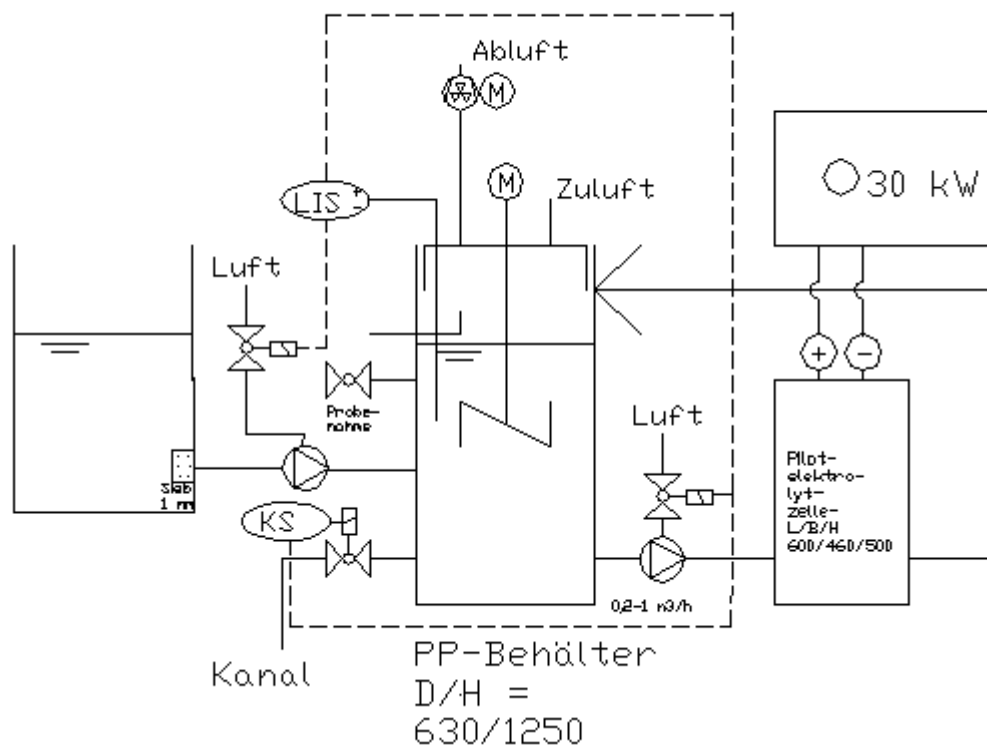 Abluft
M
M
Zuluft
LIS +
-
30 kW
Luft
+
-
Probe-
nahme
Luft
Sieb
1 mm
KS
Pilot-
elektro-
lyt-
zelle-
L/B/H
600/460/500
0,2-1 m3/h
Kanal
PP-Behälter
D/H =
630/1250